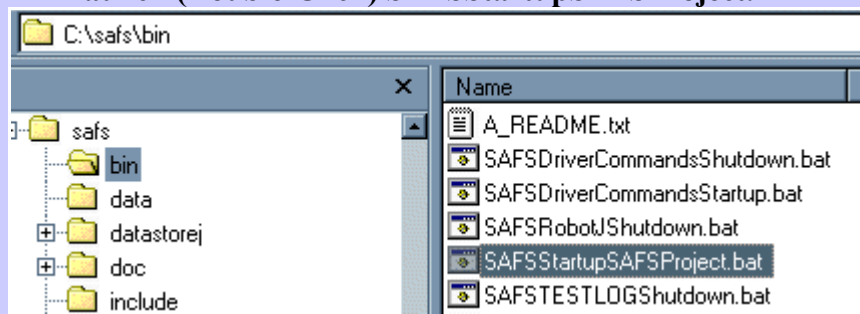 C:\safs\bin
Name
safs
bin
data
datastorej
doc
include
A_README.txt
SAFSDriverCommandsShutdown.bat
SAFSDriverCommandsStartup.bat
SAFSRobotJShutdown.bat
SAFSStartupSAFSProject.bat
SAFSTESTLOGShutdown.bat